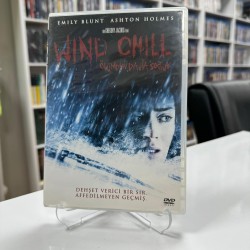 EMILY BLUNT ASHTON HOLMES
WIND CHILL
DEHŞET VERİCİ BİR SIR
AFFEDİLMEYEN GEÇMİŞ
DVD